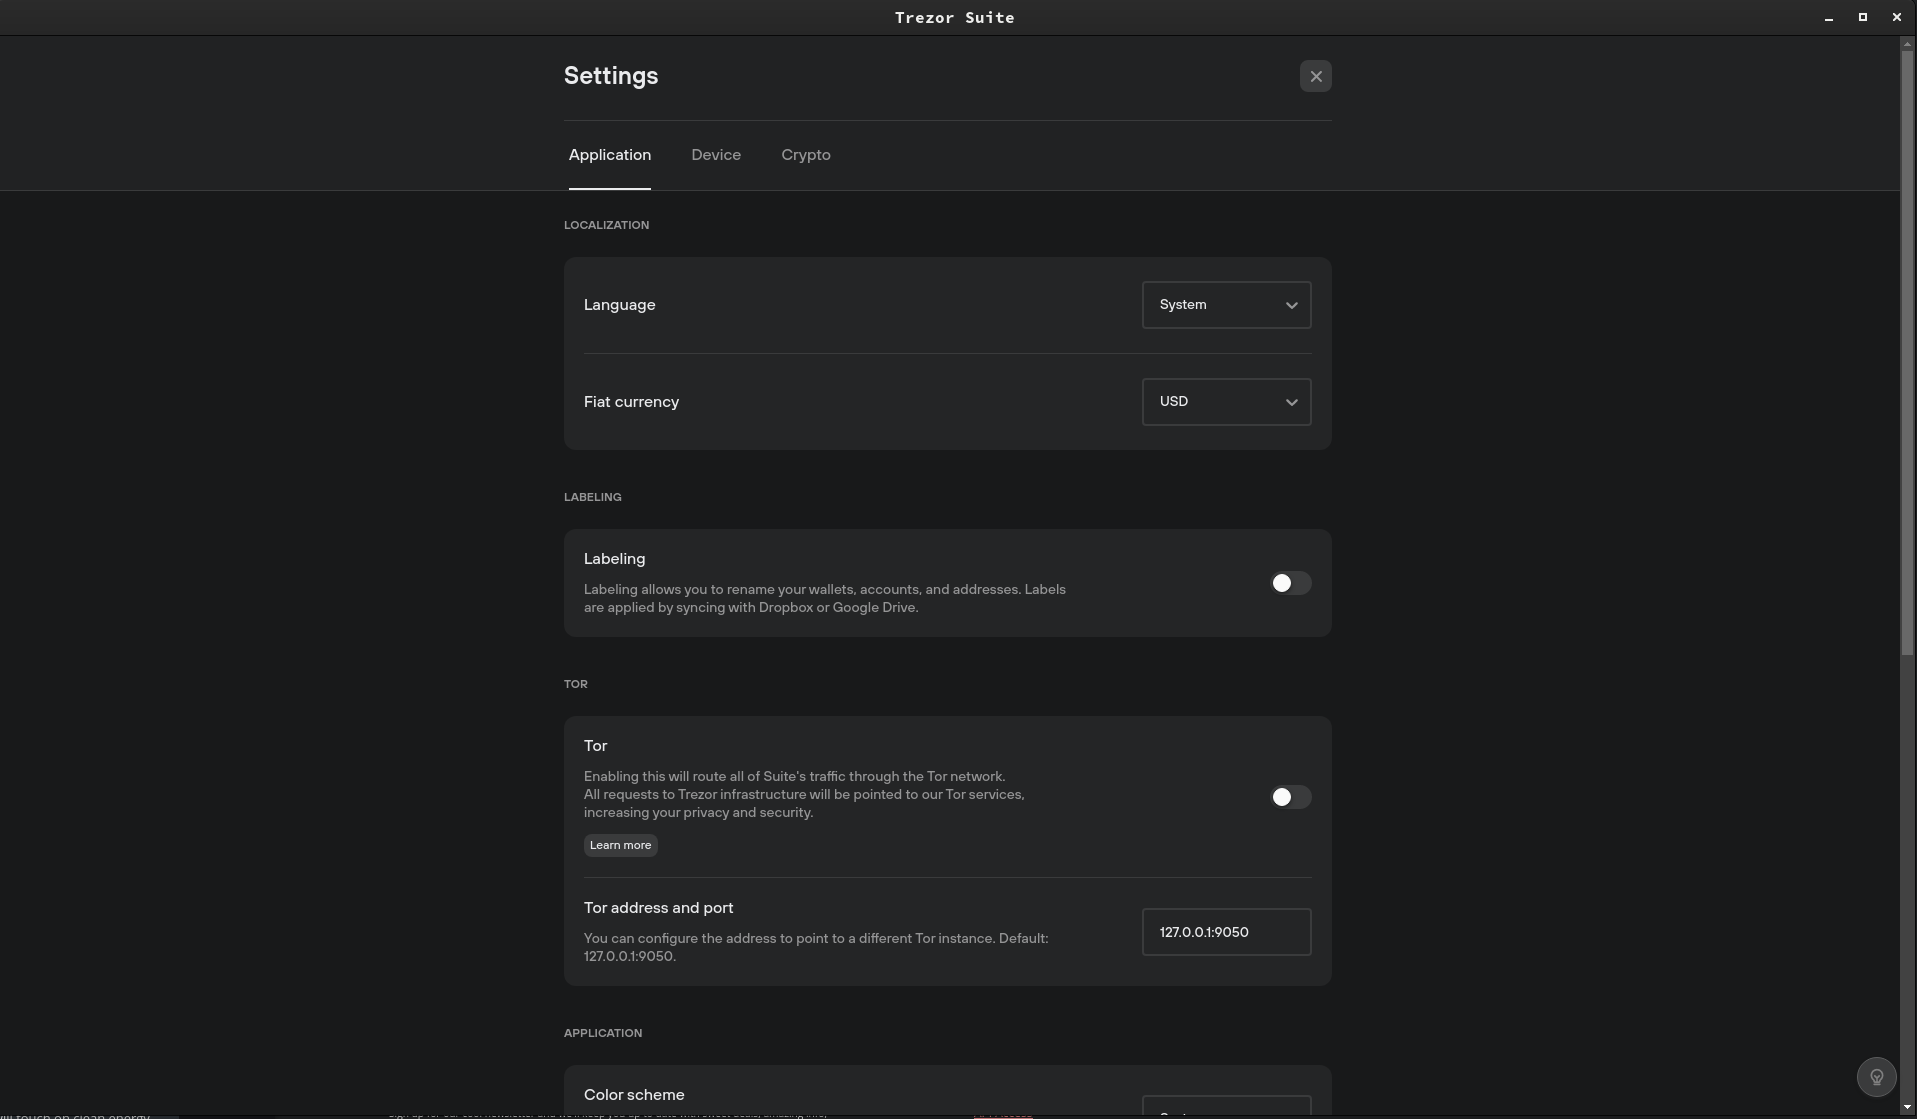 Trezor Suite
Settings
Application
Device
Crypto
LOCALIZATION
Language
System
Fiat currency
USD
LABELING
Labeling
Labeling allows you to rename your wallets, accounts, and addresses. Labels
are applied by syncing with Dropbox or Google Drive.
TOR
Tor
Enabling this will route all of Suite's traffic through the Tor network.
All requests to Trezor infrastructure will be pointed to our Tor services,
increasing your privacy and security.
Learn more
Tor address and port
127.0.0.1:9050
You can configure the address to point to a different Tor instance. Default:
127.0.0.1:9050.
APPLICATION
Color scheme